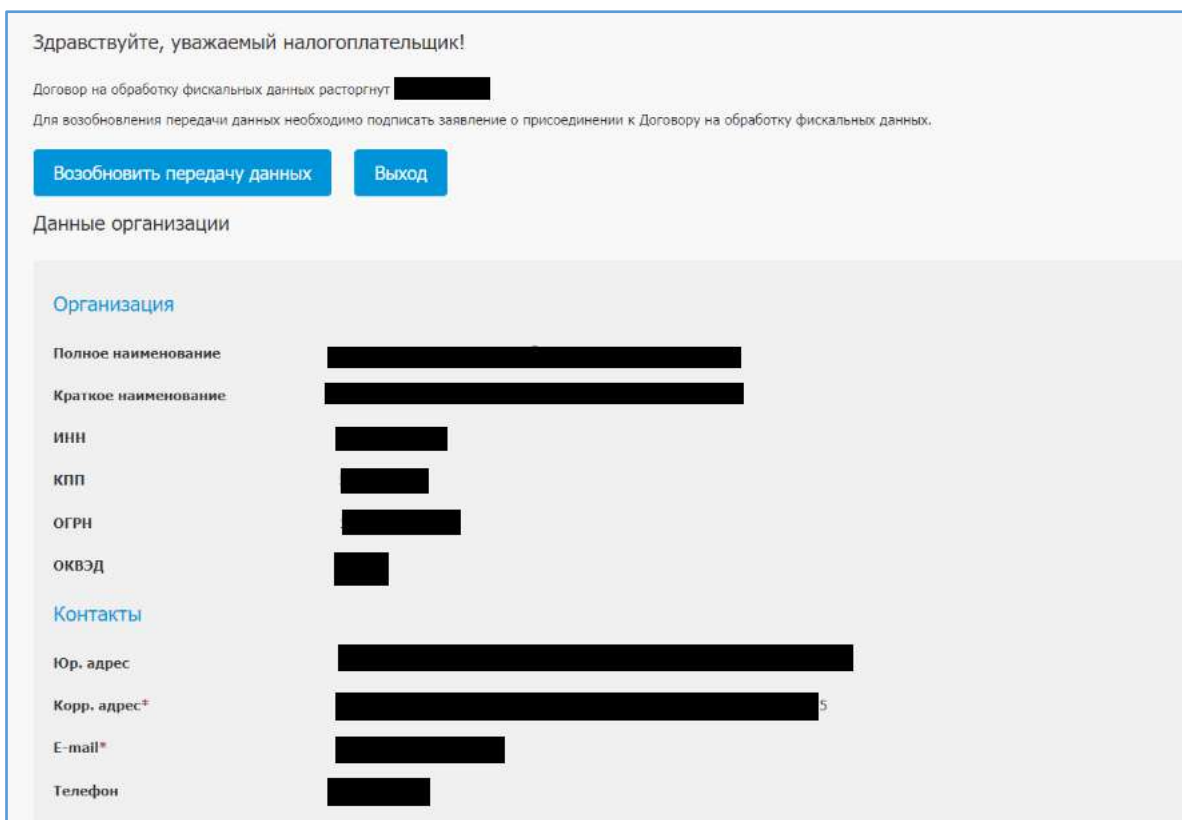 Здравствуйте, уважаемый налогоплательщик!
Договор на обработку фискальных данных расторгнут
Для возобновления передачи данных необходимо подписать заявление о присоединении к Договору на обработку фискальных данных.
Возобновить передачу данных Выход
Данные организации
Организация
Полное наименование
Краткое наименование
ИНН
КПП
ОГРН
ОКВЭД
Контакты
Юр. адрес
Корр. адрес* 5
E-mail*
Телефон